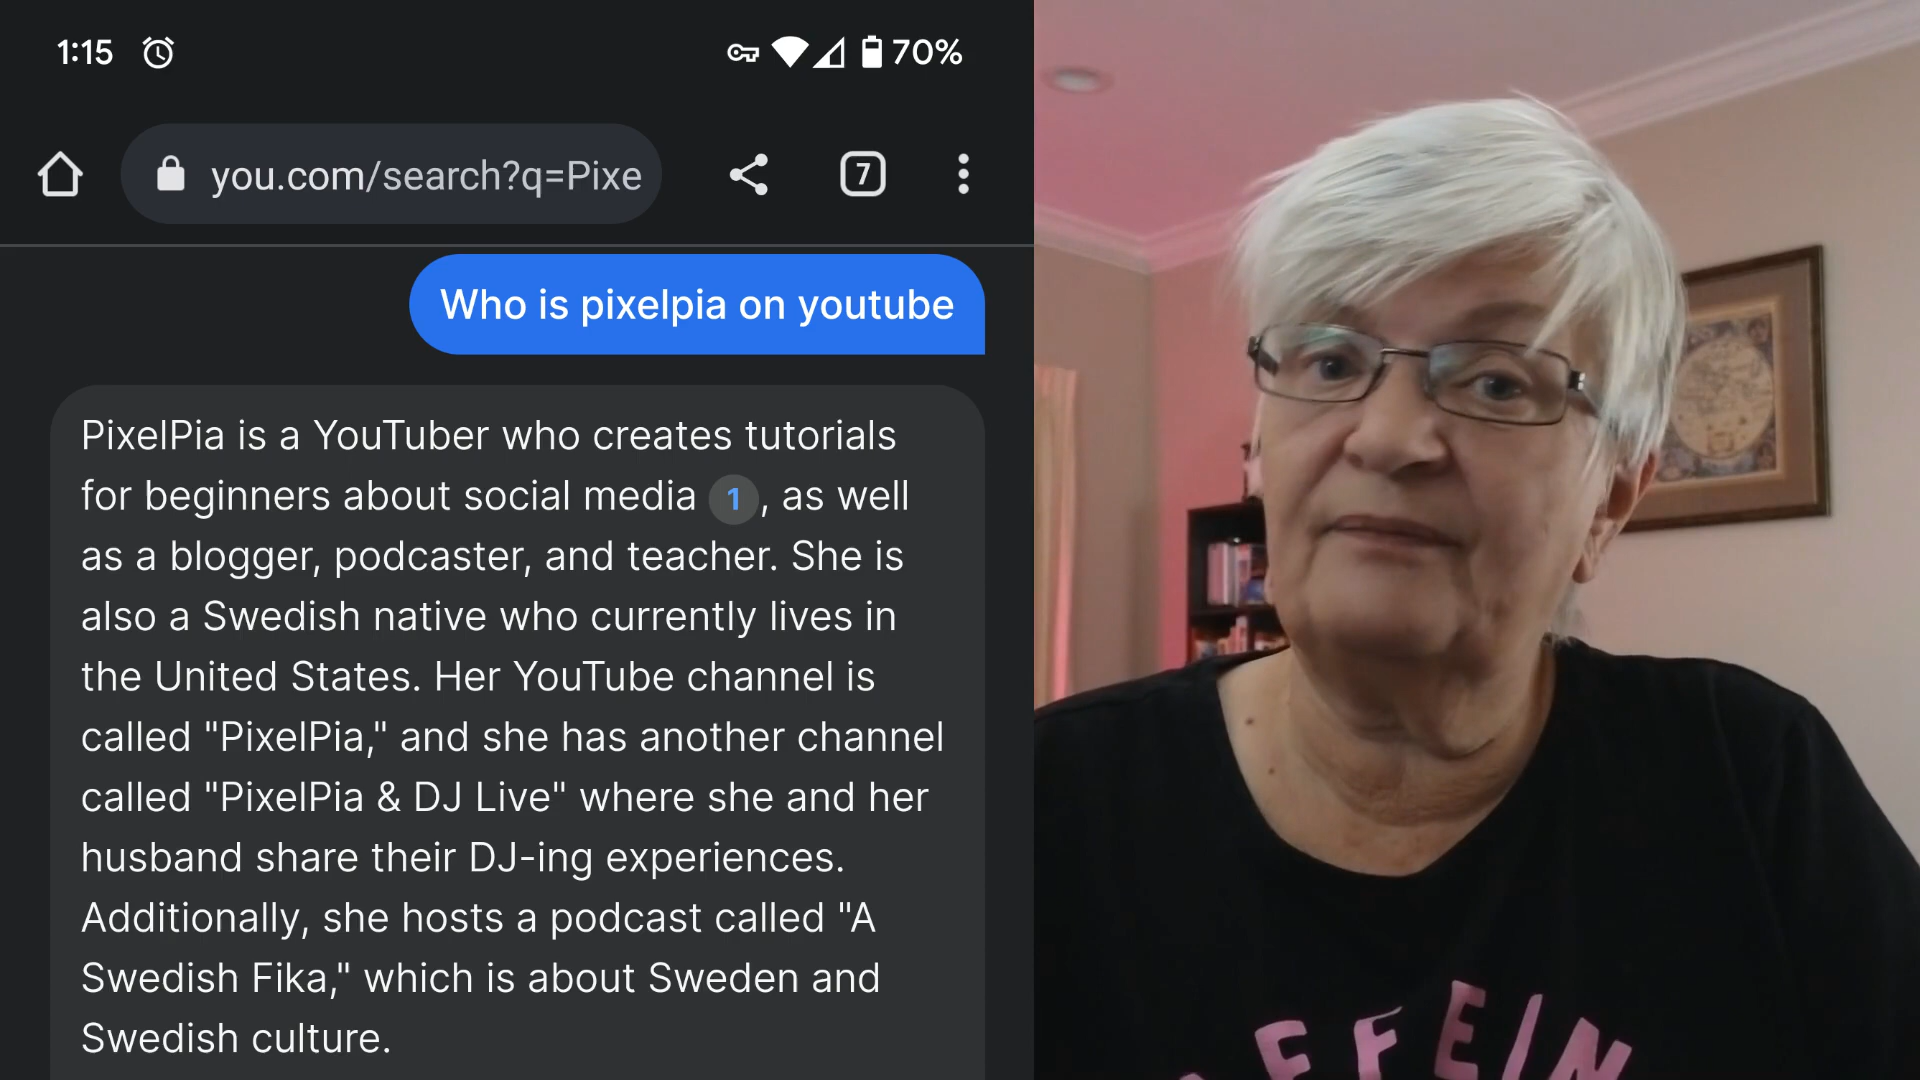 1:15
70%
you.com/search?q=Pixe
7
Who is pixelpia on youtube
PixelPia is a YouTuber who creates tutorials
for beginners about social media 1, as well
as a blogger, podcaster, and teacher. She is
also a Swedish native who currently lives in
the United States. Her YouTube channel is
called "PixelPia," and she has another channel
called "PixelPia & DJ Live" where she and her
husband share their DJ-ing experiences.
Additionally, she hosts a podcast called "A
Swedish Fika," which is about Sweden and
Swedish culture.
AFFEIN